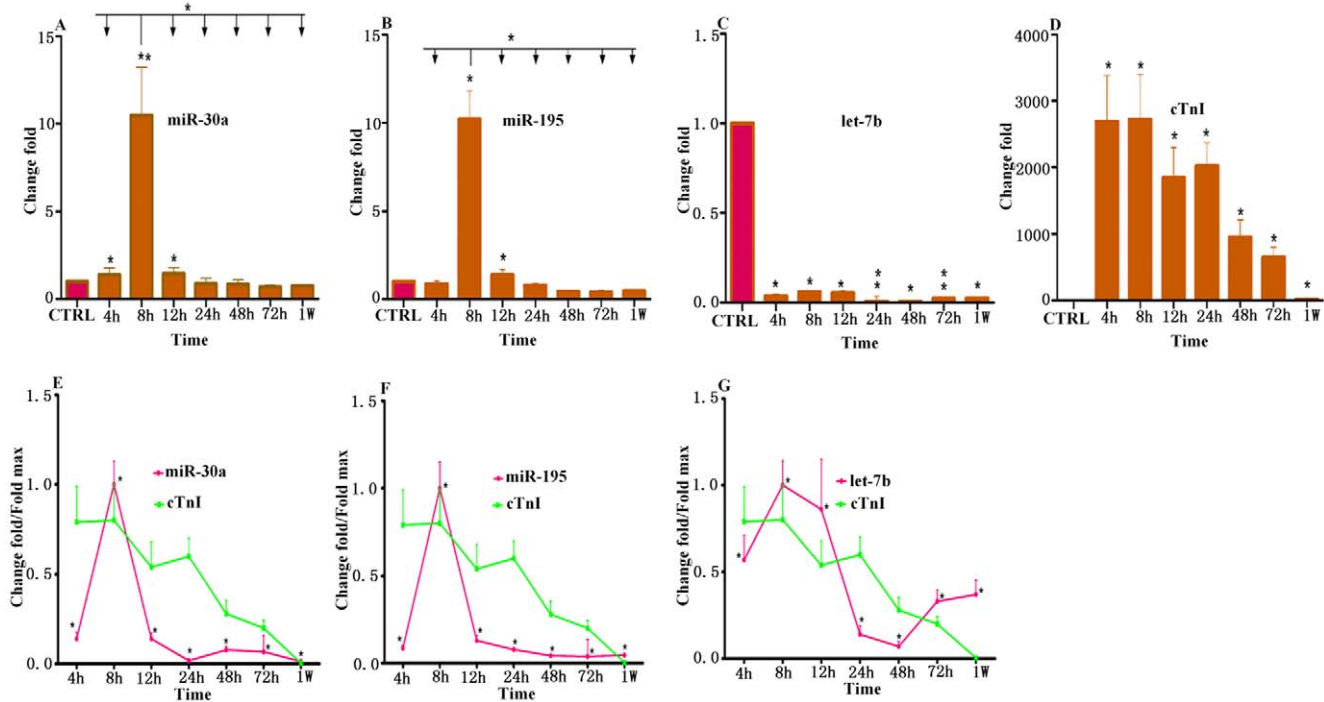 A
*
15
**
miR-30a
10
Change fold
5
*
*
0
CTRL 4h 8h 12h 24h 48h 72h 1W
Time
B
*
15
*
miR-195
10
Change fold
5
*
0
CTRL 4h 8h 12h 24h 48h 72h 1W
Time
C
1.5
let-7b
1.0
Change fold
0.5
* * * * * * * * *
0.0
CTRL 4h 8h 12h 24h 48h 72h 1W
Time
D
4000
* *
cTnI
3000
* *
Change fold
2000
*
1000
*
*
0
CTRL 4h 8h 12h 24h 48h 72h 1W
Time
E
1.5
miR-30a
cTnI
1.0
*
Change fold/Fold max
0.5
* * * * * *
0.0
4h 8h 12h 24h 48h 72h 1W
Time
F
1.5
miR-195
cTnI
1.0
*
Change fold/Fold max
0.5
* * * * * *
0.0
4h 8h 12h 24h 48h 72h 1W
Time
G
1.5
let-7b
cTnI
1.0
*
*
Change fold/Fold max
*
0.5
* *
* *
0.0
4h 8h 12h 24h 48h 72h 1W
Time